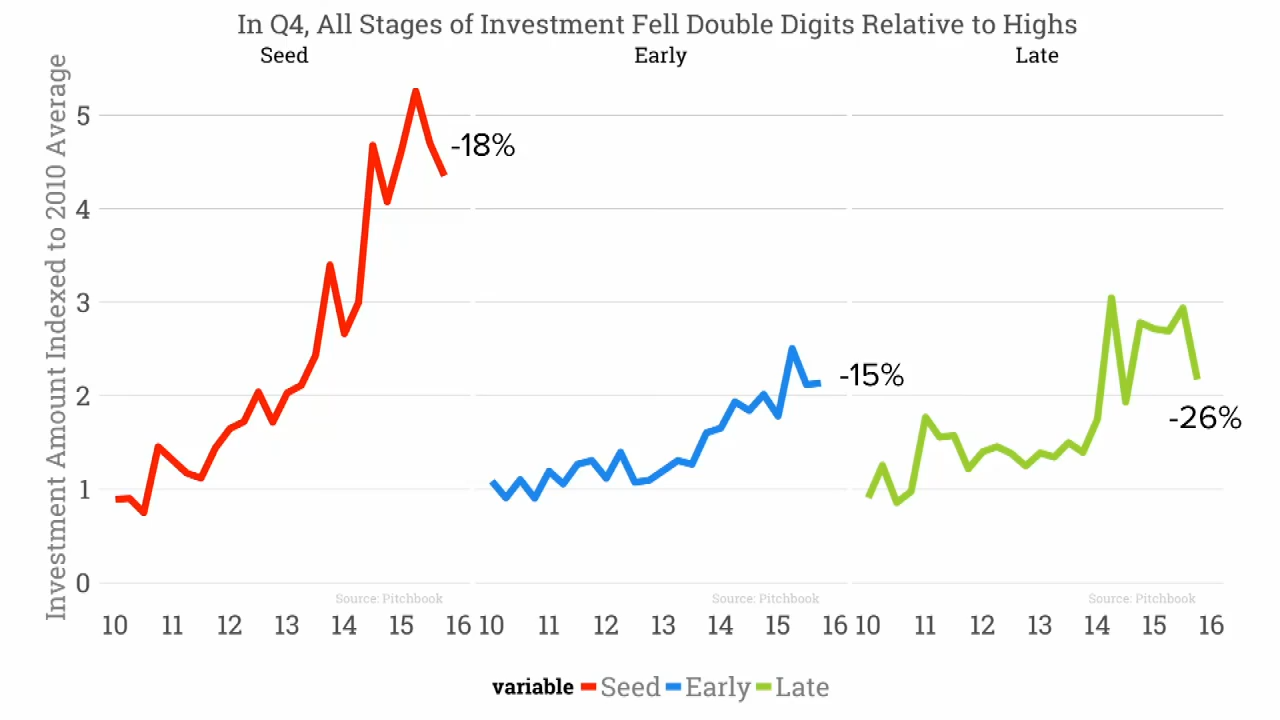 In Q4, All Stages of Investment Fell Double Digits Relative to Highs
Seed Early Late
Investment Amount Indexed to 2010 Average
5
4
3
2
1
0
-18%
-15%
-26%
Source: Pitchbook Source: Pitchbook Source: Pitchbook
10 11 12 13 14 15 16 10 11 12 13 14 15 16 10 11 12 13 14 15 16
variable Seed Early Late